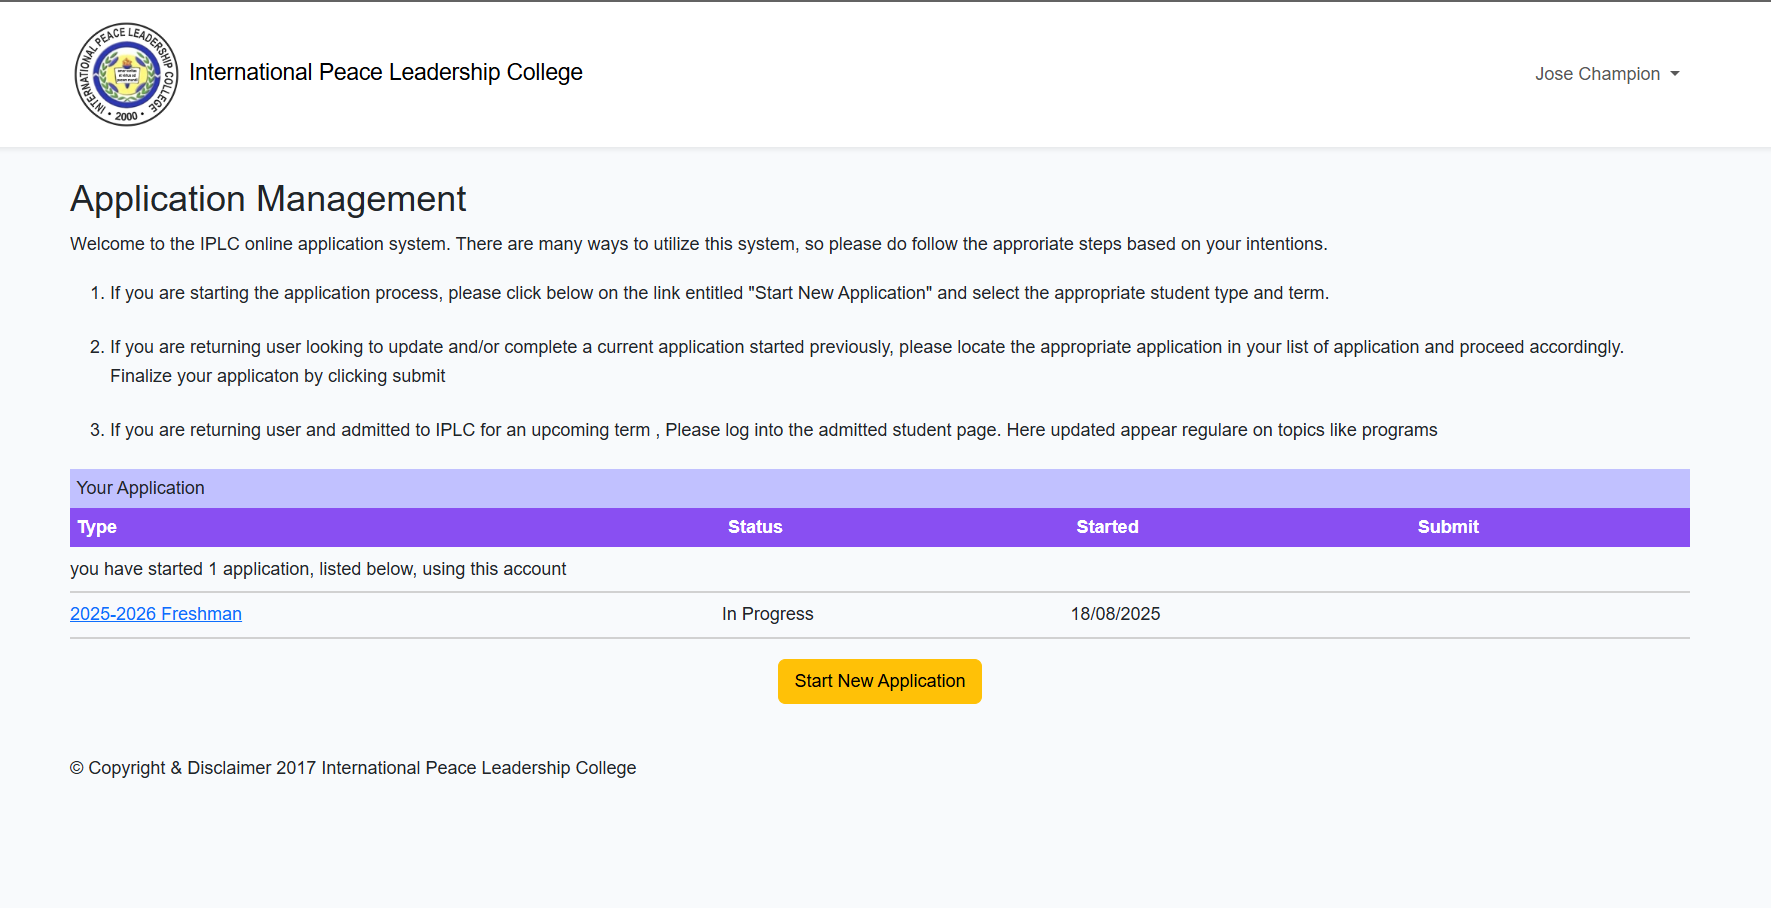 INTERNATIONAL PEACE LEADERSHIP COLLEGE
• 2000 •
International Peace Leadership College
Jose Champion
Application Management
Welcome to the IPLC online application system. There are many ways to utilize this system, so please do follow the approriate steps based on your intentions.
1. If you are starting the application process, please click below on the link entitled "Start New Application" and select the appropriate student type and term.
2. If you are returning user looking to update and/or complete a current application started previously, please locate the appropriate application in your list of application and proceed accordingly.
Finalize your applicaton by clicking submit
3. If you are returning user and admitted to IPLC for an upcoming term , Please log into the admitted student page. Here updated appear regulare on topics like programs
Your Application
Type Status Started Submit
you have started 1 application, listed below, using this account
2025-2026 Freshman In Progress 18/08/2025
Start New Application
© Copyright & Disclaimer 2017 International Peace Leadership College